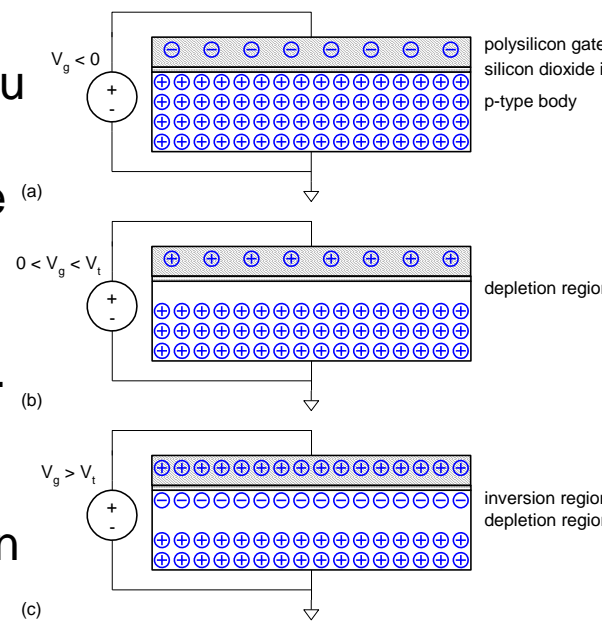 polysilicon gate
V_g < 0
silicon dioxide i
u
+
-
p-type body
e
(a)
0 < V_g < V_t
+
-
depletion region
r
(b)
V_g > V_t
+
-
inversion region
depletion region
n
(c)